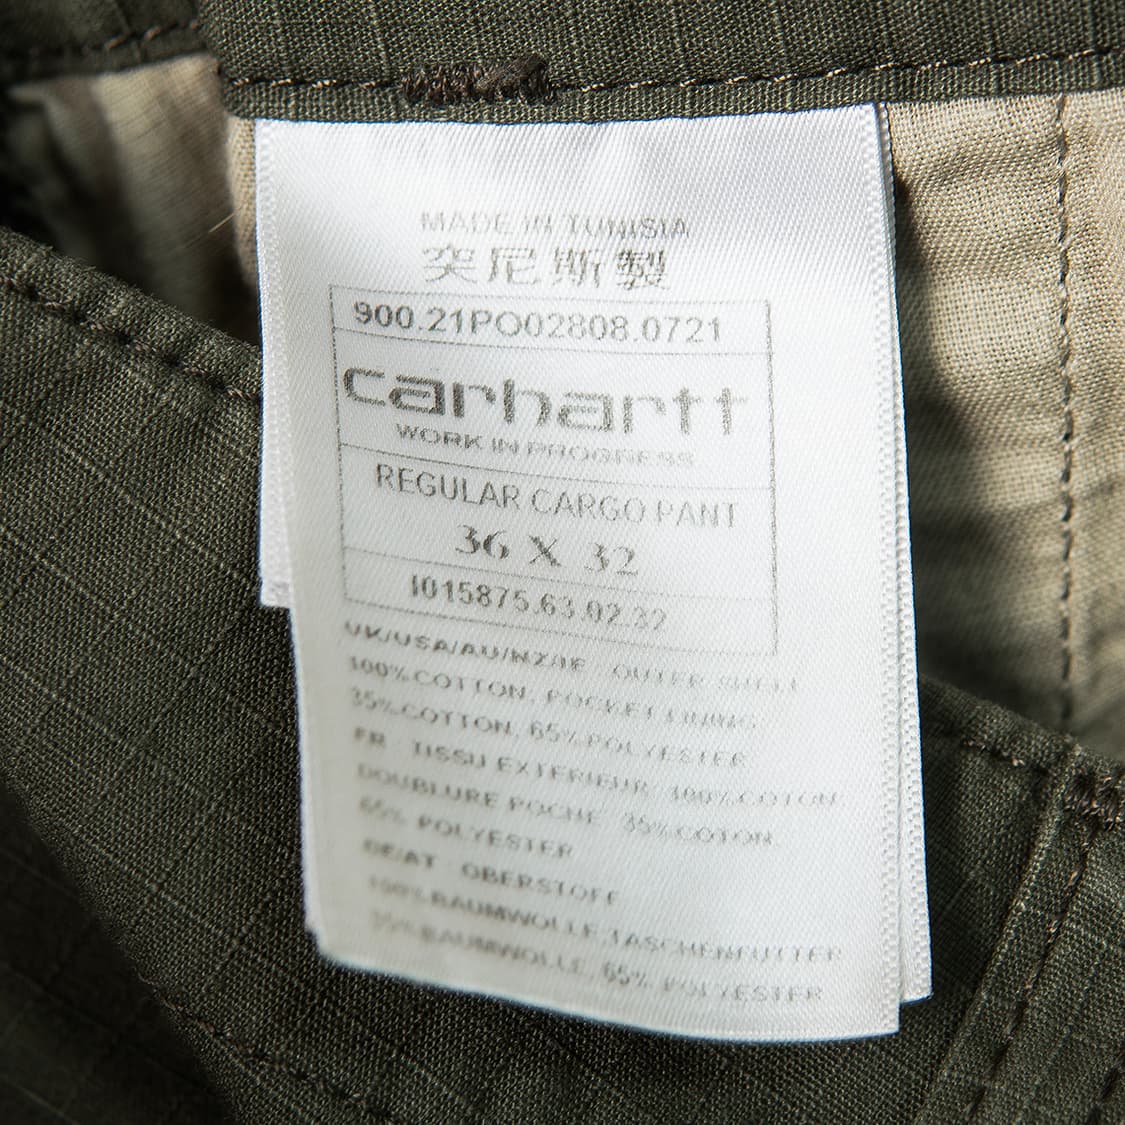 MADE IN TUNISIA
突尼斯製
900.21PO02808.0721
carhartt
WORK IN PROGRESS
REGULAR CARGO PANT
36 X 32
I015875.63.02.32
UK/USA/AU/NZ/IE : OUTER SHELL
100%COTTON; POCKET LINING
35%COTTON, 65%POLYESTER
FR : TISSU EXTERIEUR 100%COTON
DOUBLURE POCHE 35%COTON
65% POLYESTER
DE/AT : OBERSTOFF
100%BAUMWOLLE,TASCHENFUTTER
35%BAUMWOLLE, 65% POLYESTER